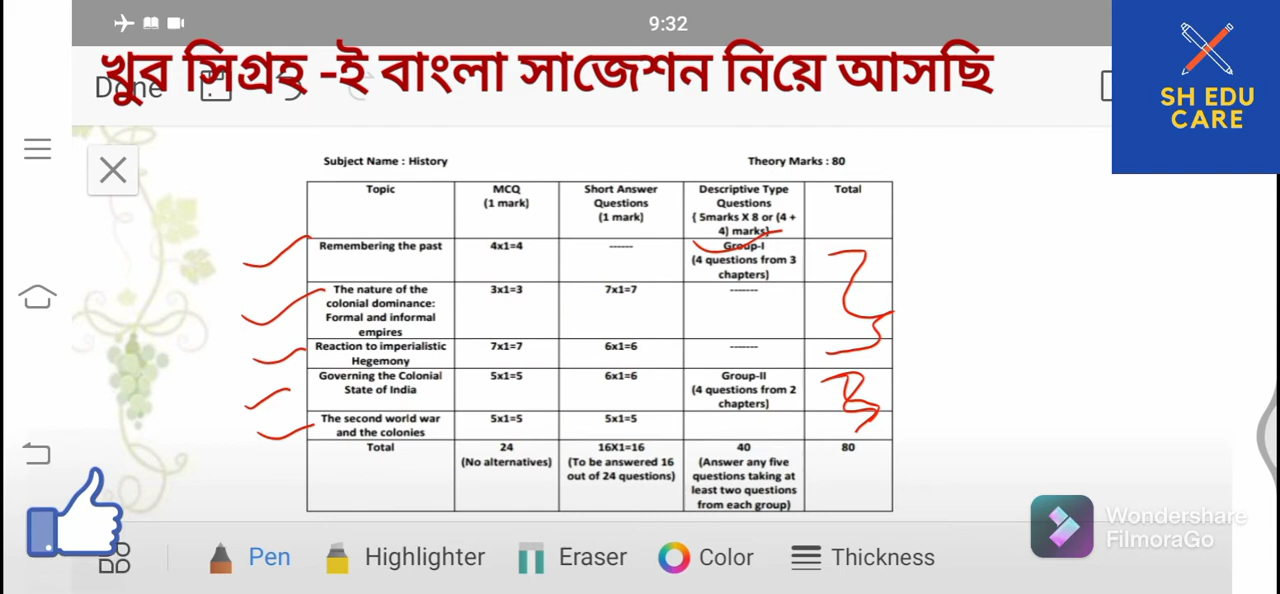 9:32
খুব সিগ্রহ -ই বাংলা সাজেশন নিয়ে আসছি
Done
SH EDU
CARE
Subject Name : History
Theory Marks : 80
Topic
MCQ
(1 mark)
Short Answer
Questions
(1 mark)
Descriptive Type
Questions
( 5marks X 8 or (4 +
4) marks)
Total
Remembering the past
4x1=4
------
Group-I
(4 questions from 3
chapters)
The nature of the
colonial dominance:
Formal and informal
empires
3x1=3
7x1=7
-------
Reaction to imperialistic
Hegemony
7x1=7
6x1=6
-------
Governing the Colonial
State of India
5x1=5
6x1=6
Group-II
(4 questions from 2
chapters)
The second world war
and the colonies
5x1=5
5x1=5
Total
24
(No alternatives)
16X1=16
(To be answered 16
out of 24 questions)
40
(Answer any five
questions taking at
least two questions
from each group)
80
Wondershare
FilmoraGo
Pen
Highlighter
Eraser
Color
Thickness